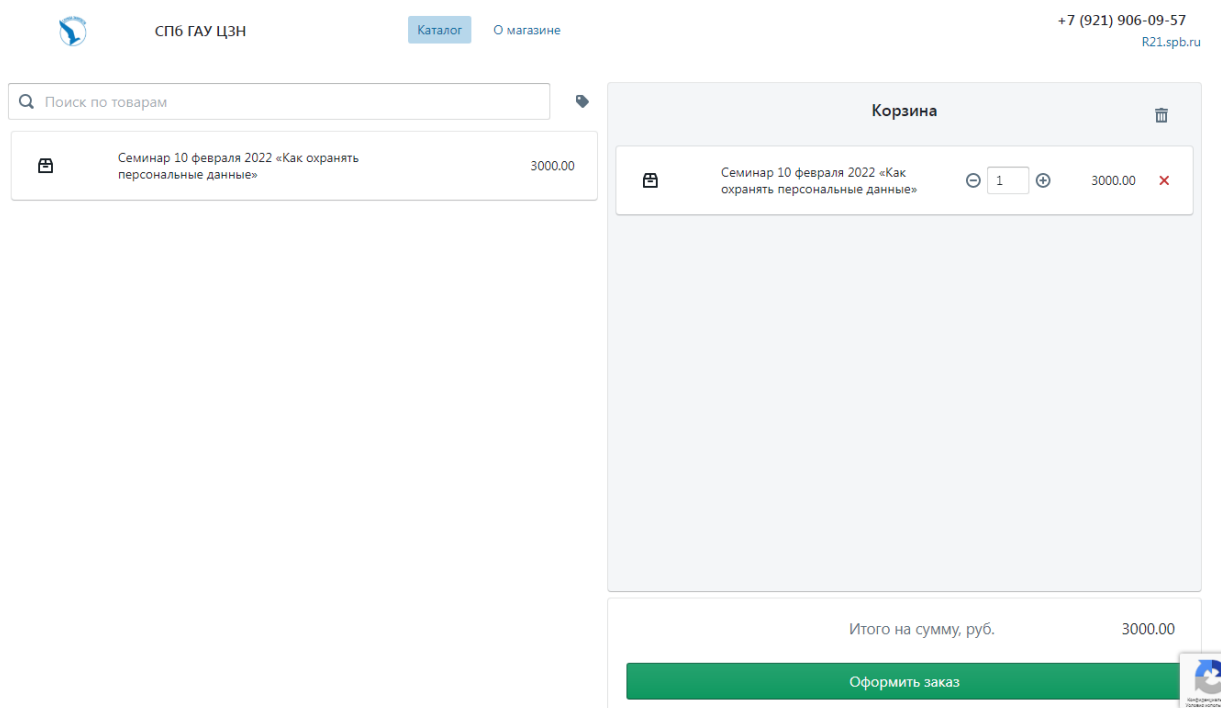 СПб ГАУ ЦЗН
Каталог
О магазине
+7 (921) 906-09-57
R21.spb.ru
Поиск по товарам
Семинар 10 февраля 2022 «Как охранять
персональные данные»
3000.00
Корзина
Семинар 10 февраля 2022 «Как
охранять персональные данные»
1
3000.00
Итого на сумму, руб.
3000.00
Оформить заказ